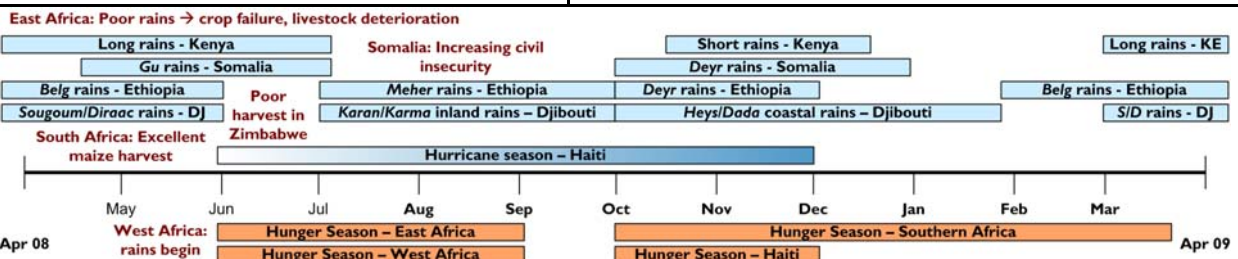 East Africa: Poor rains → crop failure, livestock deterioration
Long rains - Kenya
Somalia: Increasing civil
insecurity
Short rains - Kenya
Long rains - KE
Gu rains - Somalia
Deyr rains - Somalia
Belg rains - Ethiopia
Poor
harvest in
Zimbabwe
Meher rains - Ethiopia
Deyr rains - Ethiopia
Belg rains - Ethiopia
Sougoum/Diraac rains - DJ
Karan/Karma inland rains – Djibouti
Heys/Dada coastal rains – Djibouti
S/D rains - DJ
South Africa: Excellent
maize harvest
Hurricane season – Haiti
May Jun Jul Aug Sep Oct Nov Dec Jan Feb Mar
Apr 08
West Africa:
rains begin
Hunger Season – East Africa
Hunger Season – Southern Africa
Apr 09
Hunger Season – West Africa
Hunger Season – Haiti